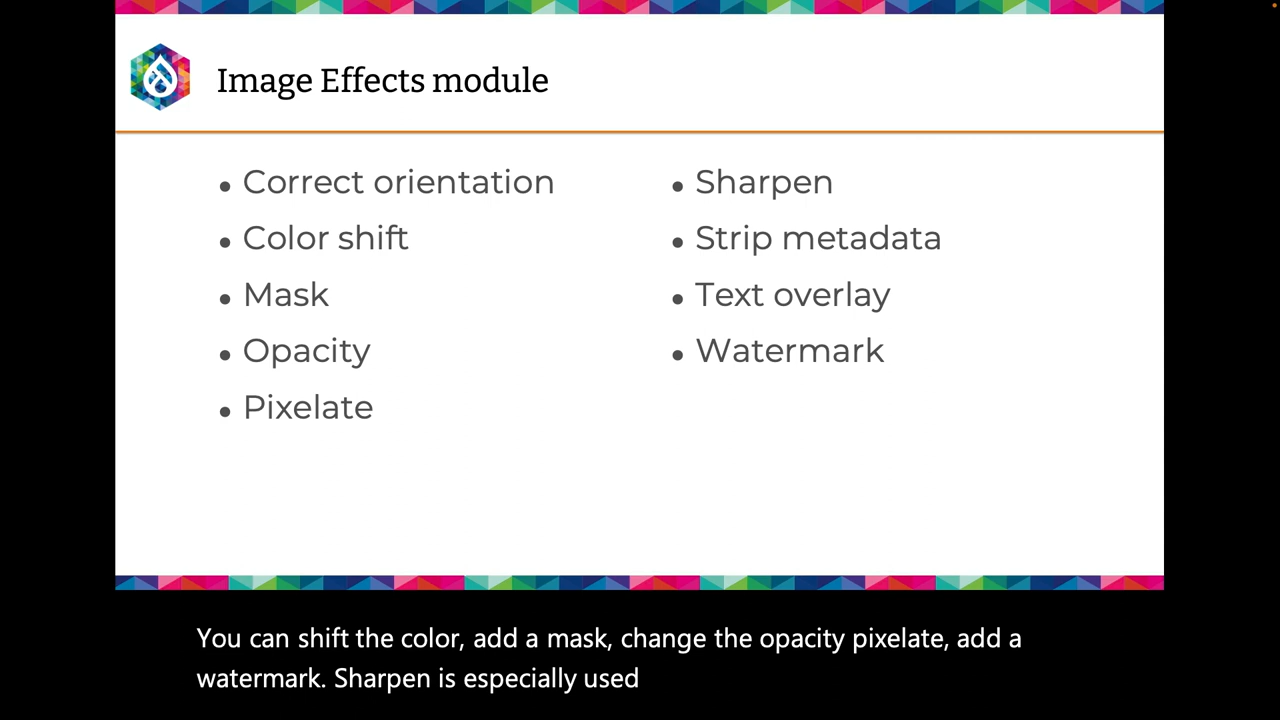 Image Effects module
• Correct orientation
• Color shift
• Mask
• Opacity
• Pixelate
• Sharpen
• Strip metadata
• Text overlay
• Watermark
You can shift the color, add a mask, change the opacity pixelate, add a
watermark. Sharpen is especially used